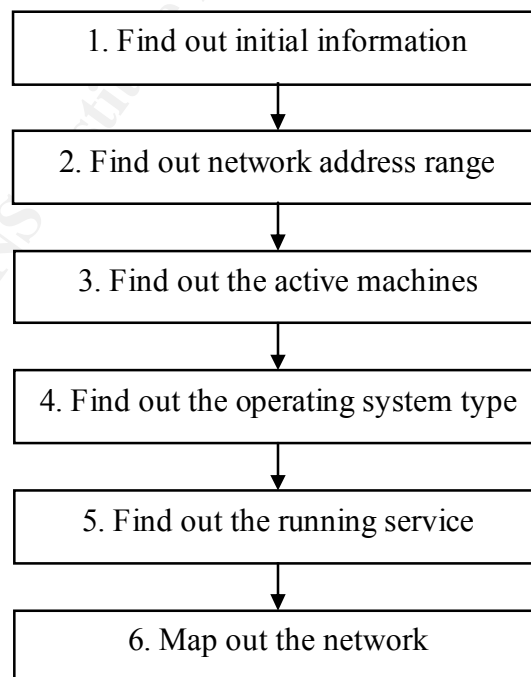 1. Find out initial information
2. Find out network address range
3. Find out the active machines
4. Find out the operating system type
5. Find out the running service
6. Map out the network